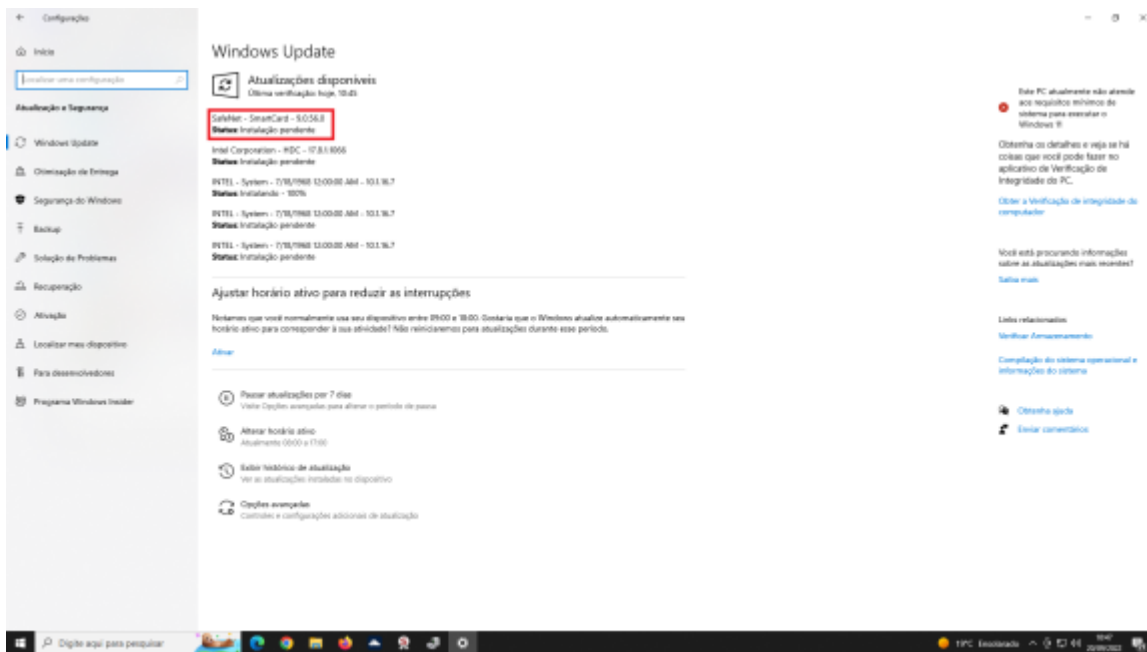 Configurações
Início
Localizar uma configuração
Atualização e Segurança
Windows Update
Otimização de Entrega
Segurança do Windows
Backup
Solução de Problemas
Recuperação
Ativação
Localizar meu dispositivo
Para desenvolvedores
Programa Windows Insider
Windows Update
Atualizações disponíveis
Última verificação: hoje, 10:45
SafeNet - SmartCard - 9.0.56.0
Status: Instalação pendente
Intel Corporation - HDC - 17.8.1.1066
Status: Instalação pendente
INTEL - System - 7/18/1968 12:00:00 AM - 10.1.16.7
Status: Instalando - 100%
INTEL - System - 7/18/1968 12:00:00 AM - 10.1.16.7
Status: Instalação pendente
INTEL - System - 7/18/1968 12:00:00 AM - 10.1.16.7
Status: Instalação pendente
Ajustar horário ativo para reduzir as interrupções
Notamos que você normalmente usa seu dispositivo entre 09:00 e 18:00. Gostaria que o Windows atualize automaticamente seu
horário ativo para corresponder à sua atividade? Não reiniciaremos para atualizações durante esse período.
Ativar
Pausar atualizações por 7 dias
Visite Opções avançadas para alterar o período de pausa
Alterar horário ativo
Atualmente 08:00 a 17:00
Exibir histórico de atualização
Ver as atualizações instaladas no dispositivo
Opções avançadas
Controles e configurações adicionais de atualização
Este PC atualmente não atende
aos requisitos mínimos de
sistema para executar o
Windows 11
Obtenha os detalhes e veja se há
coisas que você pode fazer no
aplicativo de Verificação de
Integridade do PC.
Obter a Verificação de integridade do
computador
Você está procurando informações
sobre as atualizações mais recentes?
Saiba mais
Links relacionados
Verificar Armazenamento
Compilação do sistema operacional e
informações do sistema
Obtenha ajuda
Enviar comentários
Digite aqui para pesquisar
19°C Ensolarado
10:47